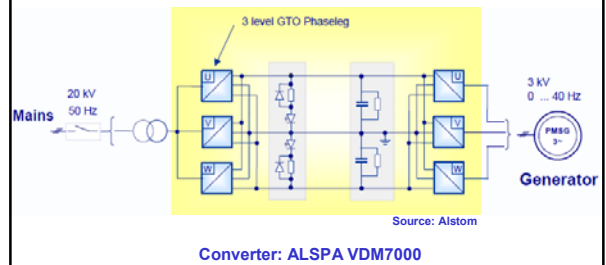 3 level GTO Phaseleg
20 kV
50 Hz
Mains
U
V
W
U
V
W
3 kV
0 ... 40 Hz
PMSG
3~
Generator
Source: Alstom
Converter: ALSPA VDM7000